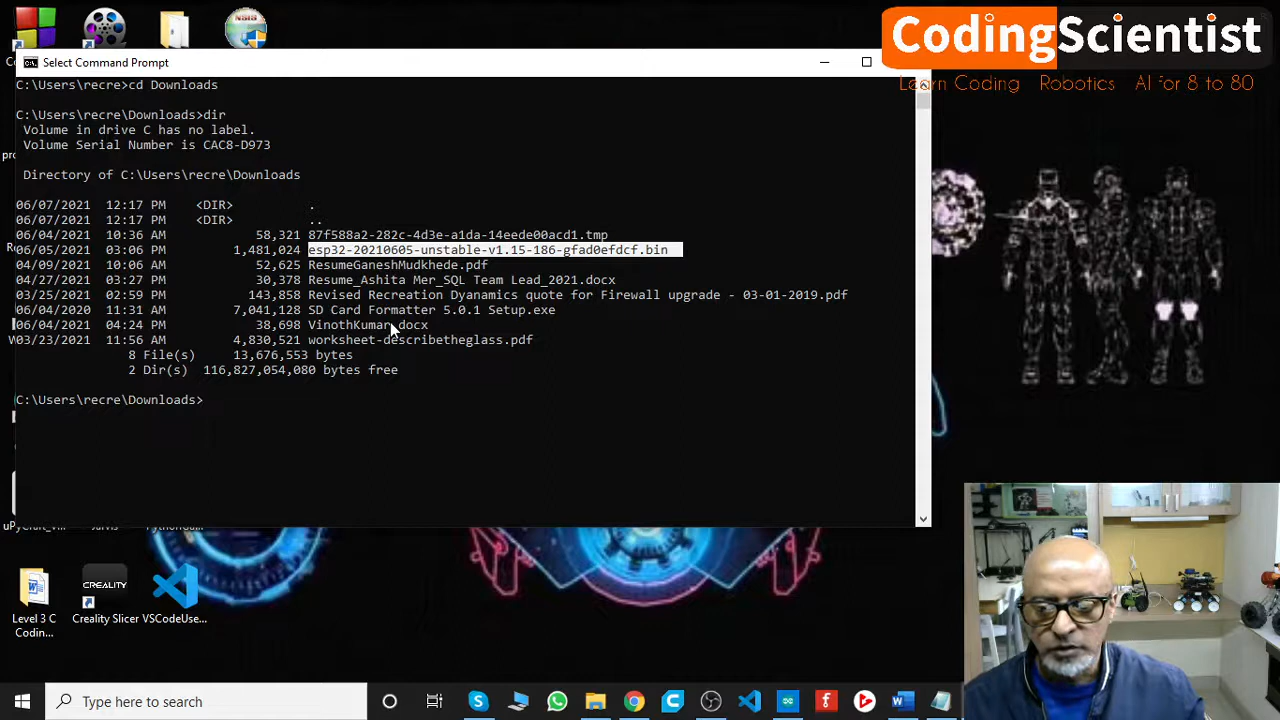 CodingScientist
Learn Coding Robotics AI for 8 to 80
Select Command Prompt
C:\Users\recre>cd Downloads
C:\Users\recre\Downloads>dir
Volume in drive C has no label.
Volume Serial Number is CAC8-D973
Directory of C:\Users\recre\Downloads
06/07/2021 12:17 PM <DIR> .
06/07/2021 12:17 PM <DIR> ..
06/04/2021 10:36 AM 58,321 87f588a2-282c-4d3e-a1da-14eede00acd1.tmp
06/05/2021 03:06 PM 1,481,024 esp32-20210605-unstable-v1.15-186-gfad0efdcf.bin
04/09/2021 10:06 AM 52,625 ResumeGaneshMudkhede.pdf
04/27/2021 03:27 PM 30,378 Resume_Ashita Mer_SQL Team Lead_2021.docx
03/25/2021 02:59 PM 143,858 Revised Recreation Dyanamics quote for Firewall upgrade - 03-01-2019.pdf
06/04/2020 11:31 AM 7,041,128 SD Card Formatter 5.0.1 Setup.exe
06/04/2021 04:24 PM 38,698 VinothKumar.docx
03/23/2021 11:56 AM 4,830,521 worksheet-describetheglass.pdf
8 File(s) 13,676,553 bytes
2 Dir(s) 116,827,054,080 bytes free
C:\Users\recre\Downloads>
Level 3 C
Codin...
CREALITY
Creality Slicer
VSCodeUse...
Type here to search